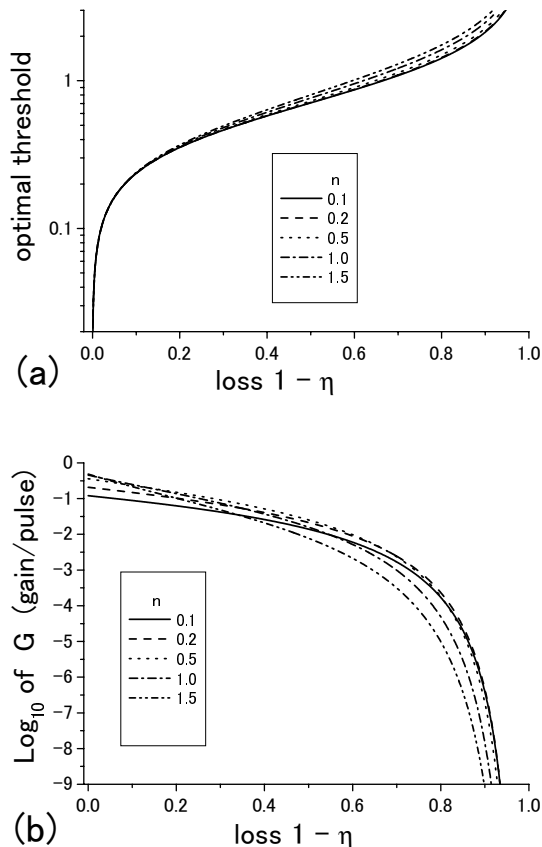 optimal threshold
1
0.1
n
0.1
0.2
0.5
1.0
1.5
0.0 0.2 0.4 0.6 0.8 1.0
loss 1 − η
(a)
Log10 of G (gain/pulse)
0
-1
-2
-3
-4
-5
-6
-7
-8
-9
n
0.1
0.2
0.5
1.0
1.5
0.0 0.2 0.4 0.6 0.8 1.0
loss 1 − η
(b)